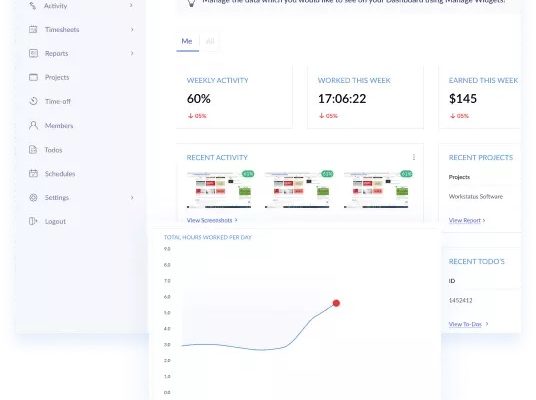 Manage the data which you would like to see on your Dashboard using Manage Widgets!
Activity
Timesheets
Reports
Projects
Time-off
Members
Todos
Schedules
Settings
Logout
Me All
WEEKLY ACTIVITY
60%
↓ 05%
WORKED THIS WEEK
17:06:22
↓ 05%
EARNED THIS WEEK
$145
↓ 05%
RECENT ACTIVITY
61% 61% 61%
View Screenshots >
RECENT PROJECTS
Projects
Workstatus Software
View Report >
RECENT TODO'S
ID
1452412
View To-Dos >
TOTAL HOURS WORKED PER DAY
9.0
8.0
7.0
6.0
5.0
4.0
3.0
2.0
1.0
0.0